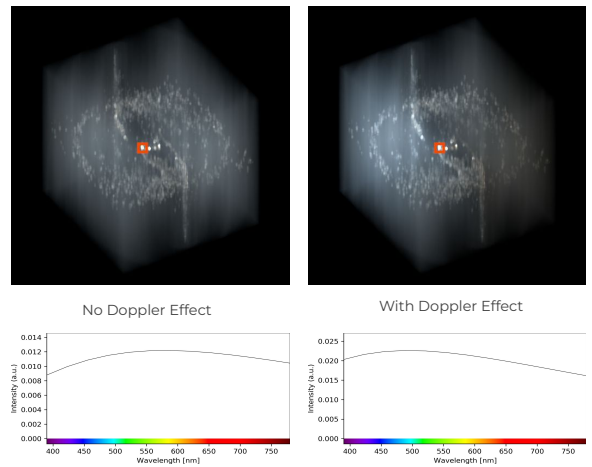 No Doppler Effect
With Doppler Effect
0.014
0.012
0.010
0.008
0.006
0.004
0.002
0.000
Intensity (a.u.)
400 450 500 550 600 650 700 750
Wavelength [nm]
0.025
0.020
0.015
0.010
0.005
0.000
Intensity (a.u.)
400 450 500 550 600 650 700 750
Wavelength [nm]